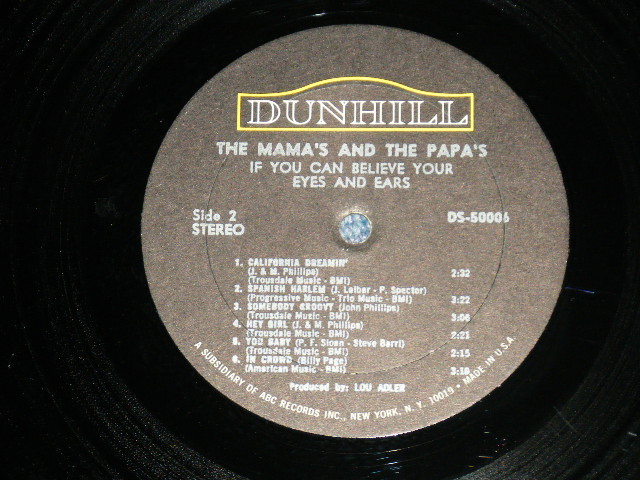 DUNHILL
THE MAMA'S AND THE PAPA'S
IF YOU CAN BELIEVE YOUR
EYES AND EARS
Side 2 DS-50006
STEREO
1. CALIFORNIA DREAMIN'
(J. & M. Phillips)
(Trousdale Music - BMI) 2:32
2. SPANISH HARLEM (J. Leiber - P. Spector)
(Progressive Music - Trio Music - BMI) 3:22
3. SOMEBODY GROOVY (John Phillips)
(Trousdale Music - BMI) 3:06
4. HEY GIRL (J. & M. Phillips)
(Trousdale Music - BMI) 2:21
5. YOU BABY (P. F. Sloan - Steve Barri)
(Trousdale Music - BMI) 2:15
6. IN CROWD (Billy Page)
(American Music - BMI) 3:10
Produced by: LOU ADLER
A SUBSIDIARY OF ABC RECORDS INC., NEW YORK, N. Y. 10019 • MADE IN U.S.A.